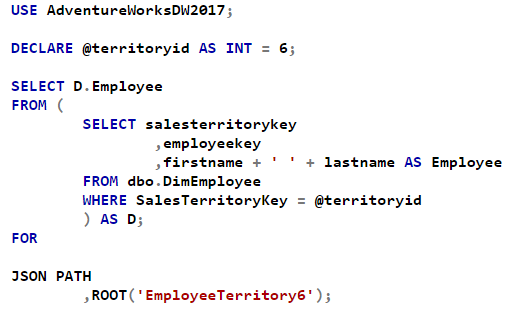 USE AdventureWorksDW2017;
DECLARE @territoryid AS INT = 6;
SELECT D.Employee
FROM (
SELECT salesterritorykey
,employeekey
,firstname + ' ' + lastname AS Employee
FROM dbo.DimEmployee
WHERE SalesTerritoryKey = @territoryid
) AS D;
FOR
JSON PATH
,ROOT('EmployeeTerritory6');